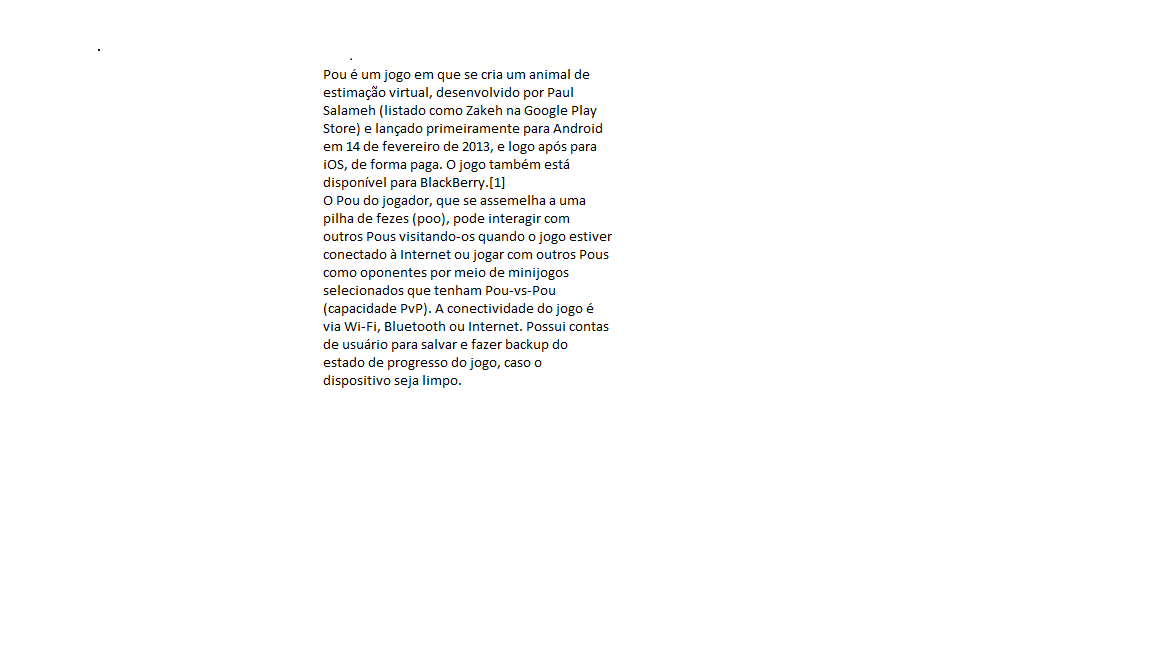 Pou é um jogo em que se cria um animal de
estimação virtual, desenvolvido por Paul
Salameh (listado como Zakeh na Google Play
Store) e lançado primeiramente para Android
em 14 de fevereiro de 2013, e logo após para
iOS, de forma paga. O jogo também está
disponível para BlackBerry.[1]
O Pou do jogador, que se assemelha a uma
pilha de fezes (poo), pode interagir com
outros Pous visitando-os quando o jogo estiver
conectado à Internet ou jogar com outros Pous
como oponentes por meio de minijogos
selecionados que tenham Pou-vs-Pou
(capacidade PvP). A conectividade do jogo é
via Wi-Fi, Bluetooth ou Internet. Possui contas
de usuário para salvar e fazer backup do
estado de progresso do jogo, caso o
dispositivo seja limpo.